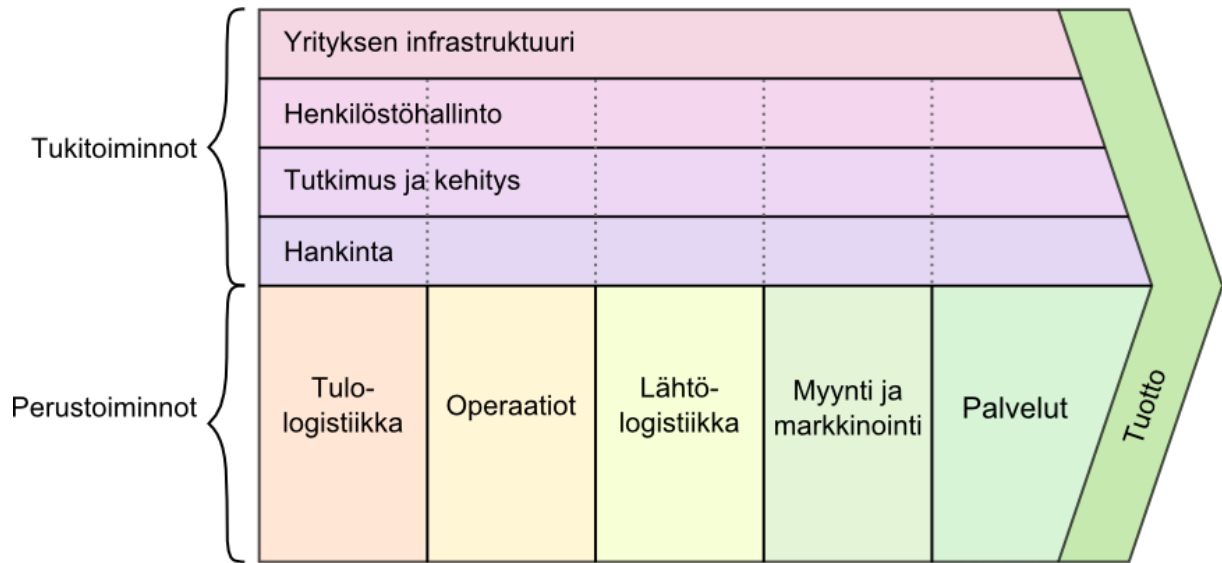 Tukitoiminnot
Yrityksen infrastruktuuri
Henkilöstöhallinto
Tutkimus ja kehitys
Hankinta
Perustoiminnot
Tulo-
logistiikka
Operaatiot
Lähtö-
logistiikka
Myynti ja
markkinointi
Palvelut
Tuotto